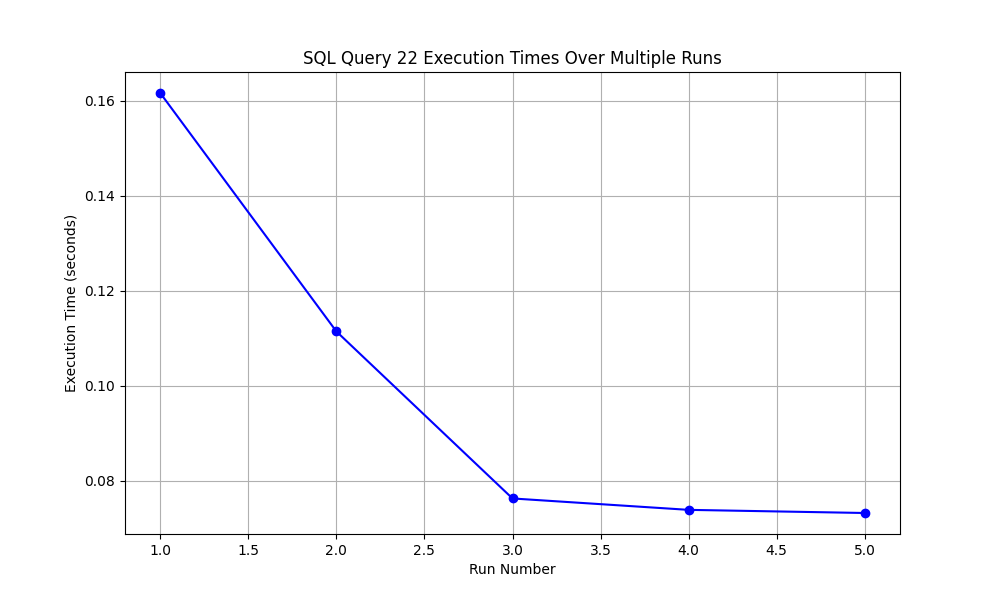 SQL Query 22 Execution Times Over Multiple Runs
Execution Time (seconds)
0.16
0.14
0.12
0.10
0.08
1.0 1.5 2.0 2.5 3.0 3.5 4.0 4.5 5.0
Run Number